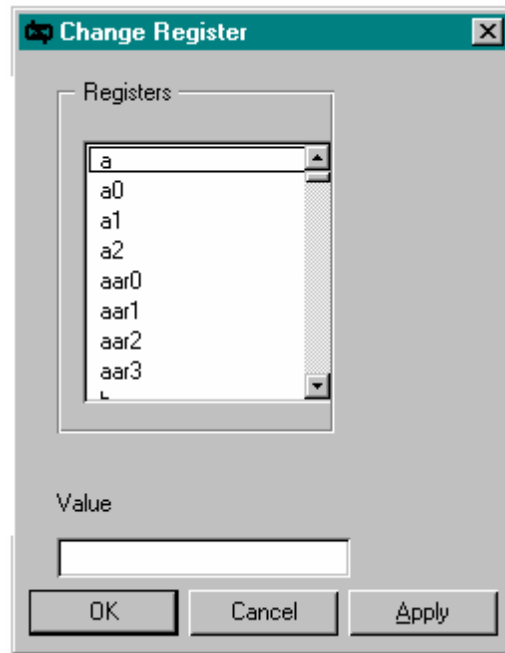 Change Register
Registers
a
a0
a1
a2
aar0
aar1
aar2
aar3
Value
OK Cancel Apply